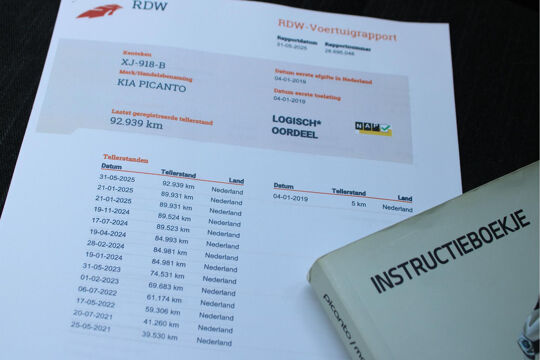 RDW
RDW-Voertuigrapport
Rapportdatum Rapportnummer
31-05-2025
Kenteken
XJ-918-B
Merk/Handelsbenaming
KIA PICANTO
Datum eerste afgifte in Nederland
04-01-2019
Datum eerste toelating
04-01-2019
Laatst geregistreerde tellerstand
92.939 km
LOGISCH*
OORDEEL
NAP
Tellerstanden
Datum Tellerstand Land
31-05-2025 92.939 km Nederland
21-01-2025 89.931 km Nederland
21-01-2025 89.931 km Nederland
19-11-2024 89.524 km Nederland
17-07-2024 89.523 km Nederland
19-04-2024 84.993 km Nederland
28-02-2024 84.981 km Nederland
19-01-2024 84.981 km Nederland
31-05-2023 74.531 km Nederland
01-02-2023 69.683 km Nederland
06-07-2022 61.174 km Nederland
17-05-2022 59.306 km Nederland
20-07-2021 41.260 km Nederland
25-05-2021 39.530 km Nederland
Datum Tellerstand Land
04-01-2019 5 km Nederland
INSTRUCTIEBOEKJE
picanto